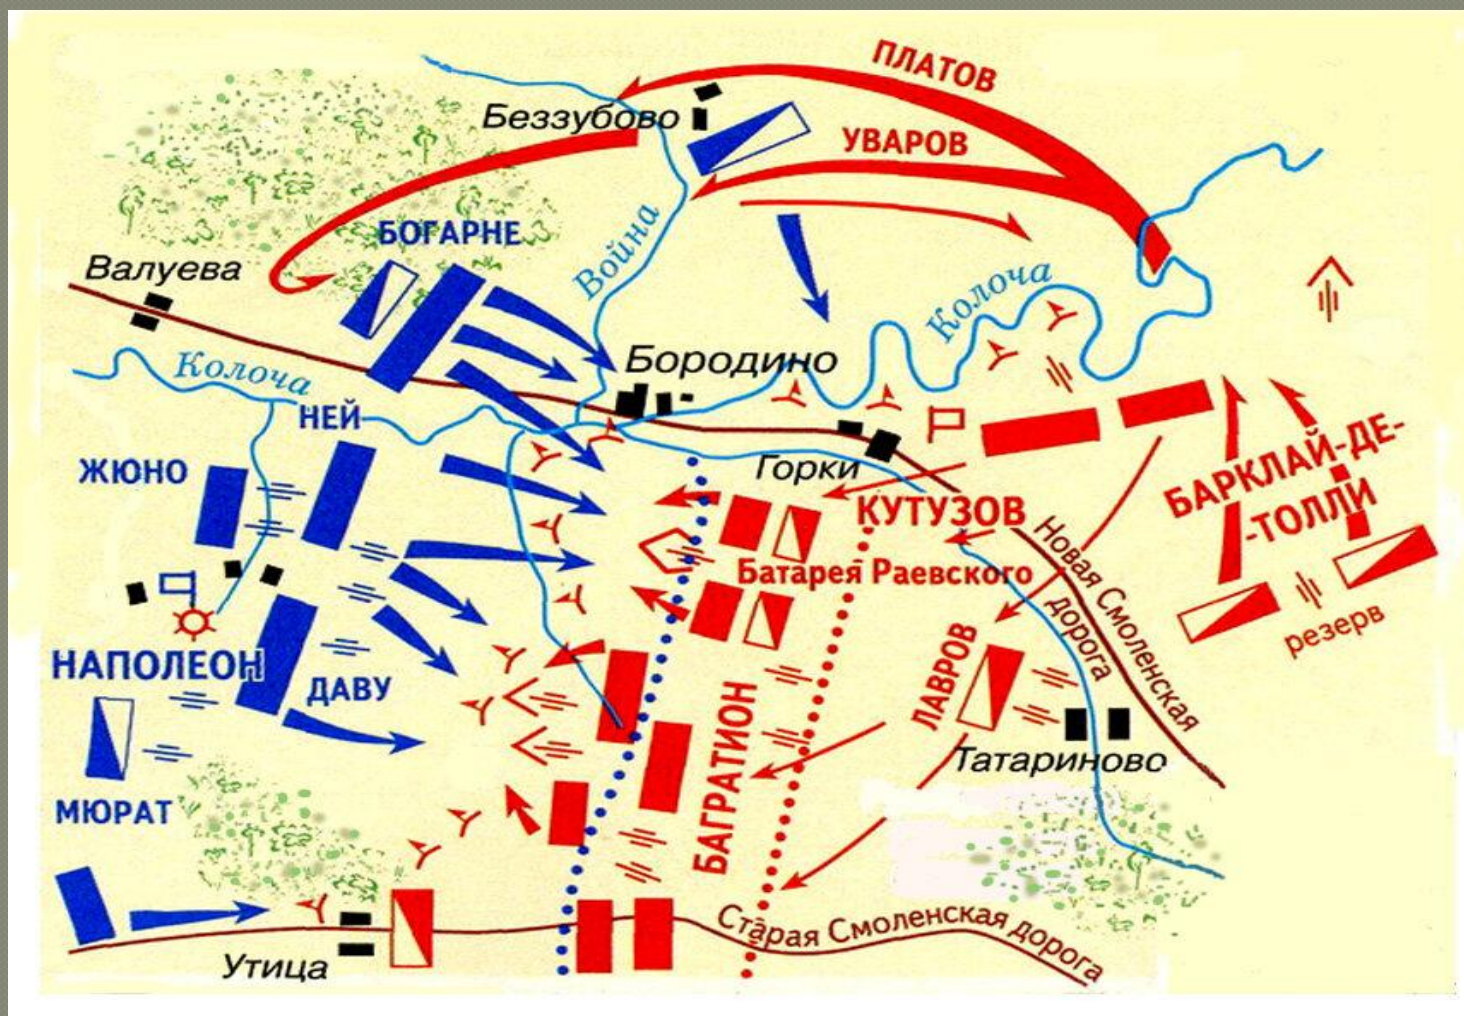 ПЛАТОВ
Беззубово
УВАРОВ
БОГАРНЕ
Война
Валуева
Колоча
Колоча
Бородино
НЕЙ
ЖЮНО
Горки
БАРКЛАЙ-ДЕ-
-ТОЛЛИ
КУТУЗОВ
Батарея Раевского
Новая Смоленская
дорога
резерв
НАПОЛЕОН
ДАВУ
ЛАВРОВ
БАГРАТИОН
Татариново
МЮРАТ
Старая Смоленская дорога
Утица